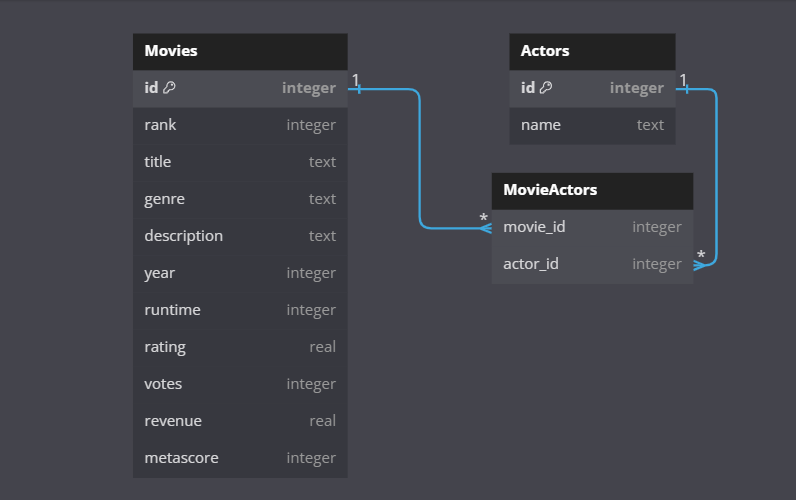 Movies
id integer
rank integer
title text
genre text
description text
year integer
runtime integer
rating real
votes integer
revenue real
metascore integer
1
Actors
id integer
name text
1
MovieActors
movie_id integer
actor_id integer
*
*